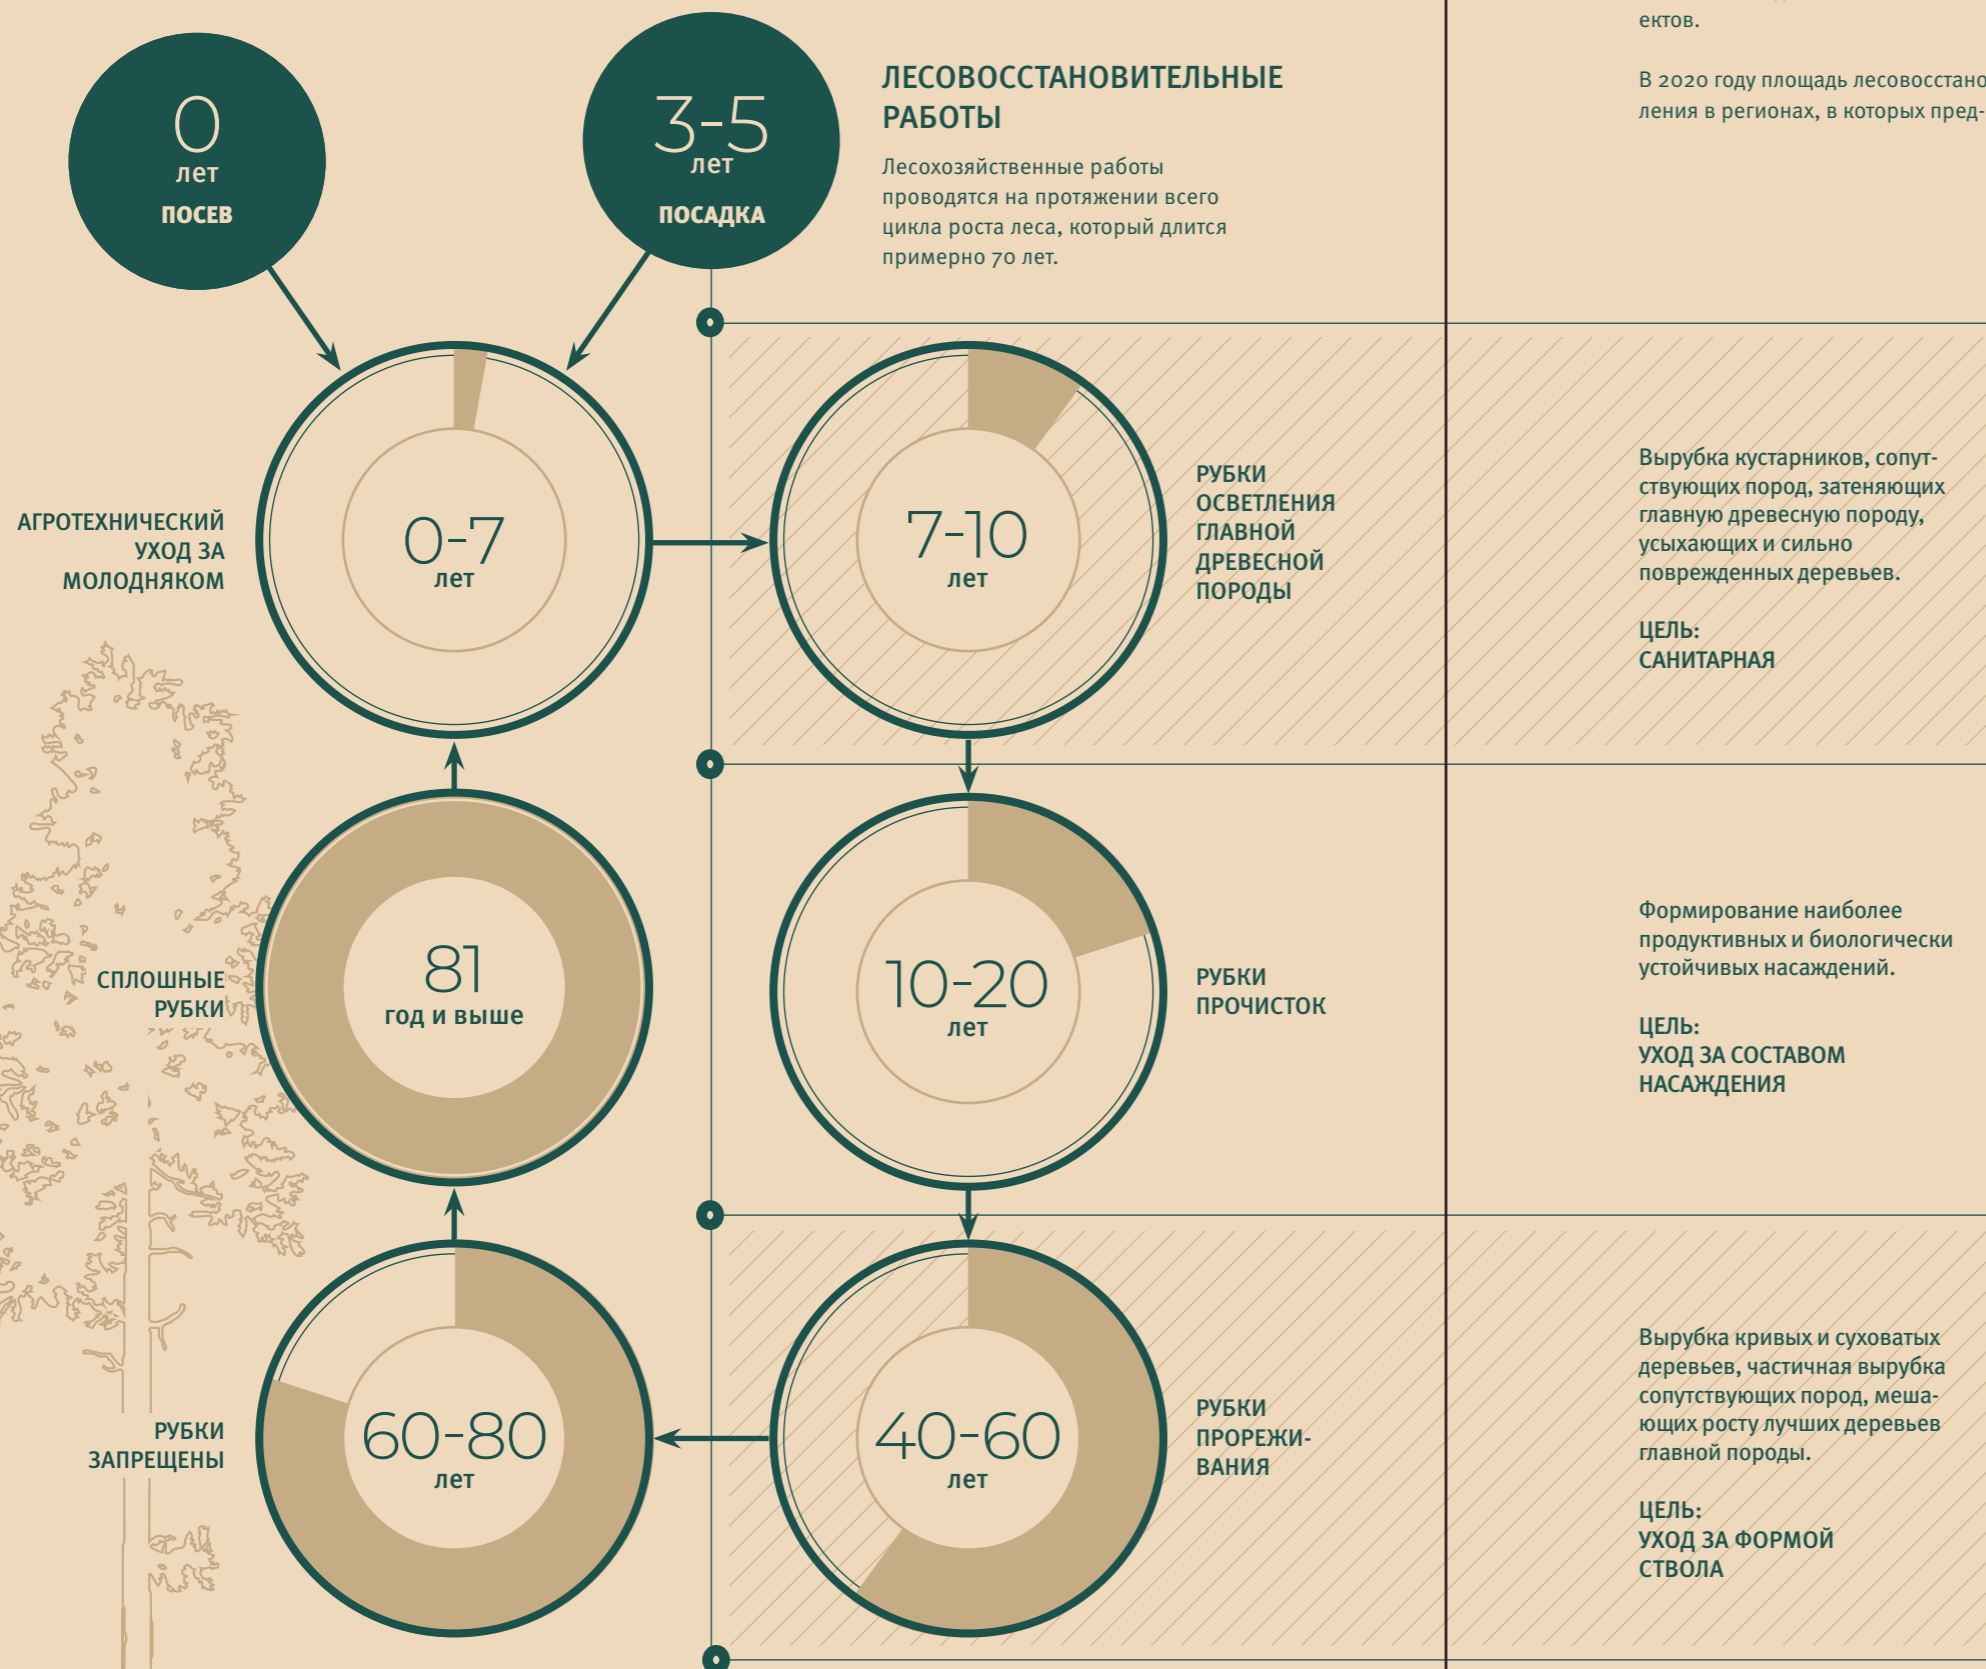 0
лет
ПОСЕВ
3-5
лет
ПОСАДКА
ЛЕСОВОССТАНОВИТЕЛЬНЫЕ
РАБОТЫ
Лесохозяйственные работы
проводятся на протяжении всего
цикла роста леса, который длится
примерно 70 лет.
ектов.
В 2020 году площадь лесовосстано
ления в регионах, в которых пред-
АГРОТЕХНИЧЕСКИЙ
УХОД ЗА
МОЛОДНЯКОМ
0-7
лет
7-10
лет
РУБКИ
ОСВЕТЛЕНИЯ
ГЛАВНОЙ
ДРЕВЕСНОЙ
ПОРОДЫ
Вырубка кустарников, сопут-
ствующих пород, затеняющих
главную древесную породу,
усыхающих и сильно
поврежденных деревьев.
ЦЕЛЬ:
САНИТАРНАЯ
СПЛОШНЫЕ
РУБКИ
81
год и выше
10-20
лет
РУБКИ
ПРОЧИСТОК
Формирование наиболее
продуктивных и биологически
устойчивых насаждений.
ЦЕЛЬ:
УХОД ЗА СОСТАВОМ
НАСАЖДЕНИЯ
РУБКИ
ЗАПРЕЩЕНЫ
60-80
лет
40-60
лет
РУБКИ
ПРОРЕЖИ-
ВАНИЯ
Вырубка кривых и суховатых
деревьев, частичная вырубка
сопутствующих пород, меша-
ющих росту лучших деревьев
главной породы.
ЦЕЛЬ:
УХОД ЗА ФОРМОЙ
СТВОЛА